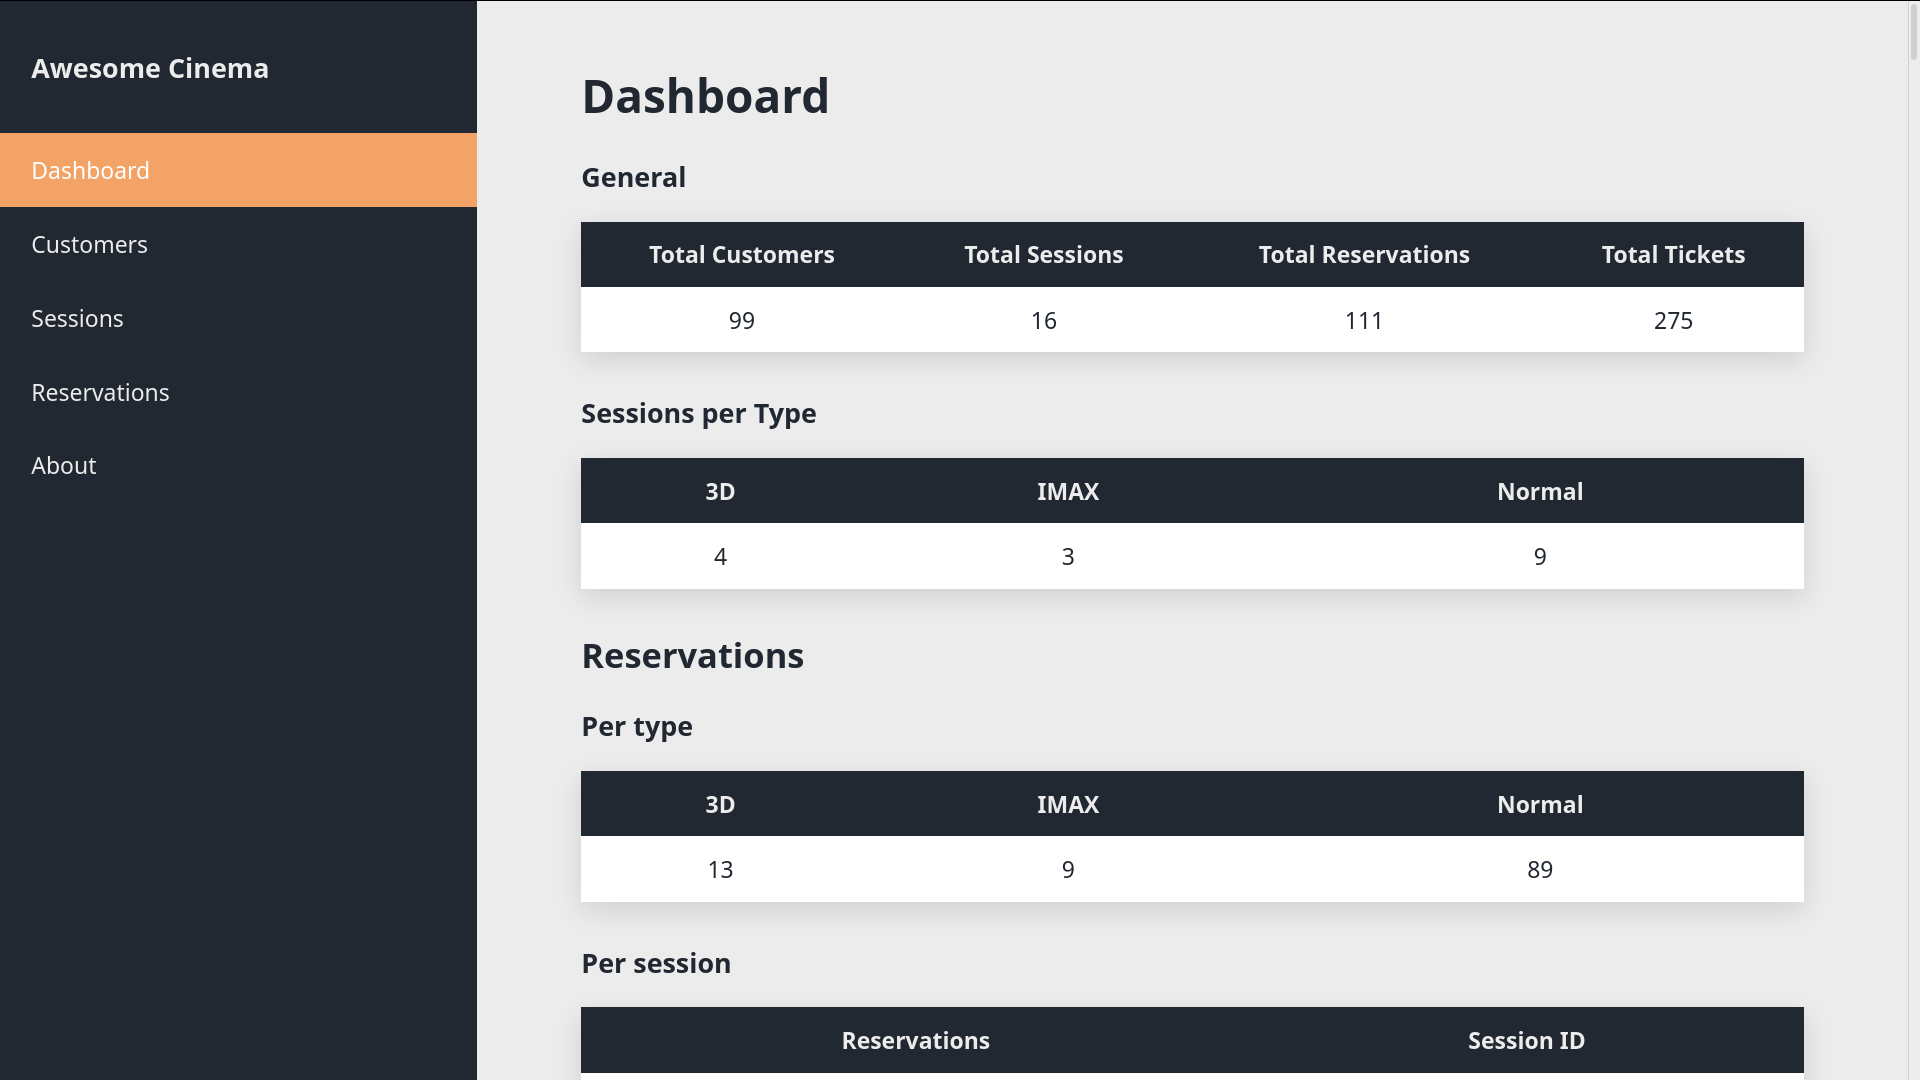 Awesome Cinema
Dashboard
Customers
Sessions
Reservations
About
Dashboard
General
Total Customers Total Sessions Total Reservations Total Tickets
99 16 111 275
Sessions per Type
3D IMAX Normal
4 3 9
Reservations
Per type
3D IMAX Normal
13 9 89
Per session
Reservations Session ID